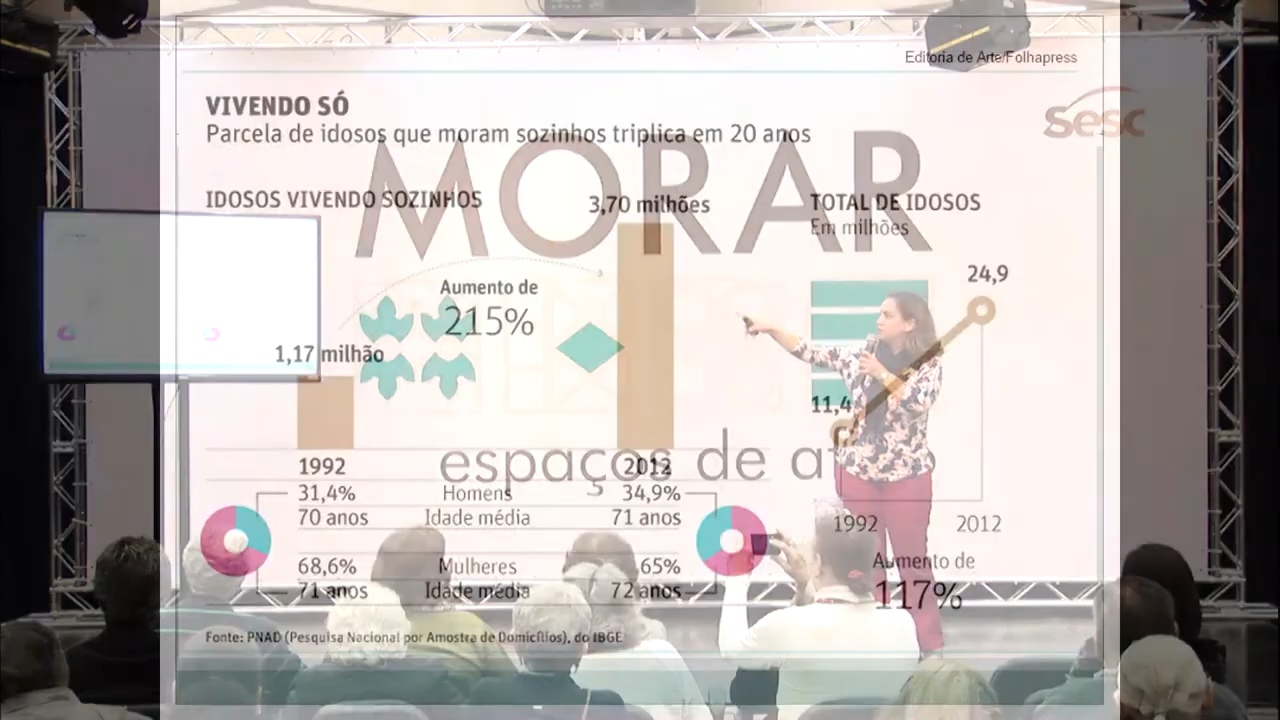 Editoria de Arte/Folhapress
VIVENDO SÓ
Parcela de idosos que moram sozinhos triplica em 20 anos
Sesc
MORAR
IDOSOS VIVENDO SOZINHOS
3,70 milhões
TOTAL DE IDOSOS
Em milhões
24,9
Aumento de
215%
1,17 milhão
11,4
espaços de
1992
2012
31,4%
Homens
34,9%
70 anos
Idade média
71 anos
1992
2012
68,6%
Mulheres
65%
71 anos
Idade média
72 anos
Aumento de
117%
Fonte: PNAD (Pesquisa Nacional por Amostra de Domicílios), do IBGE